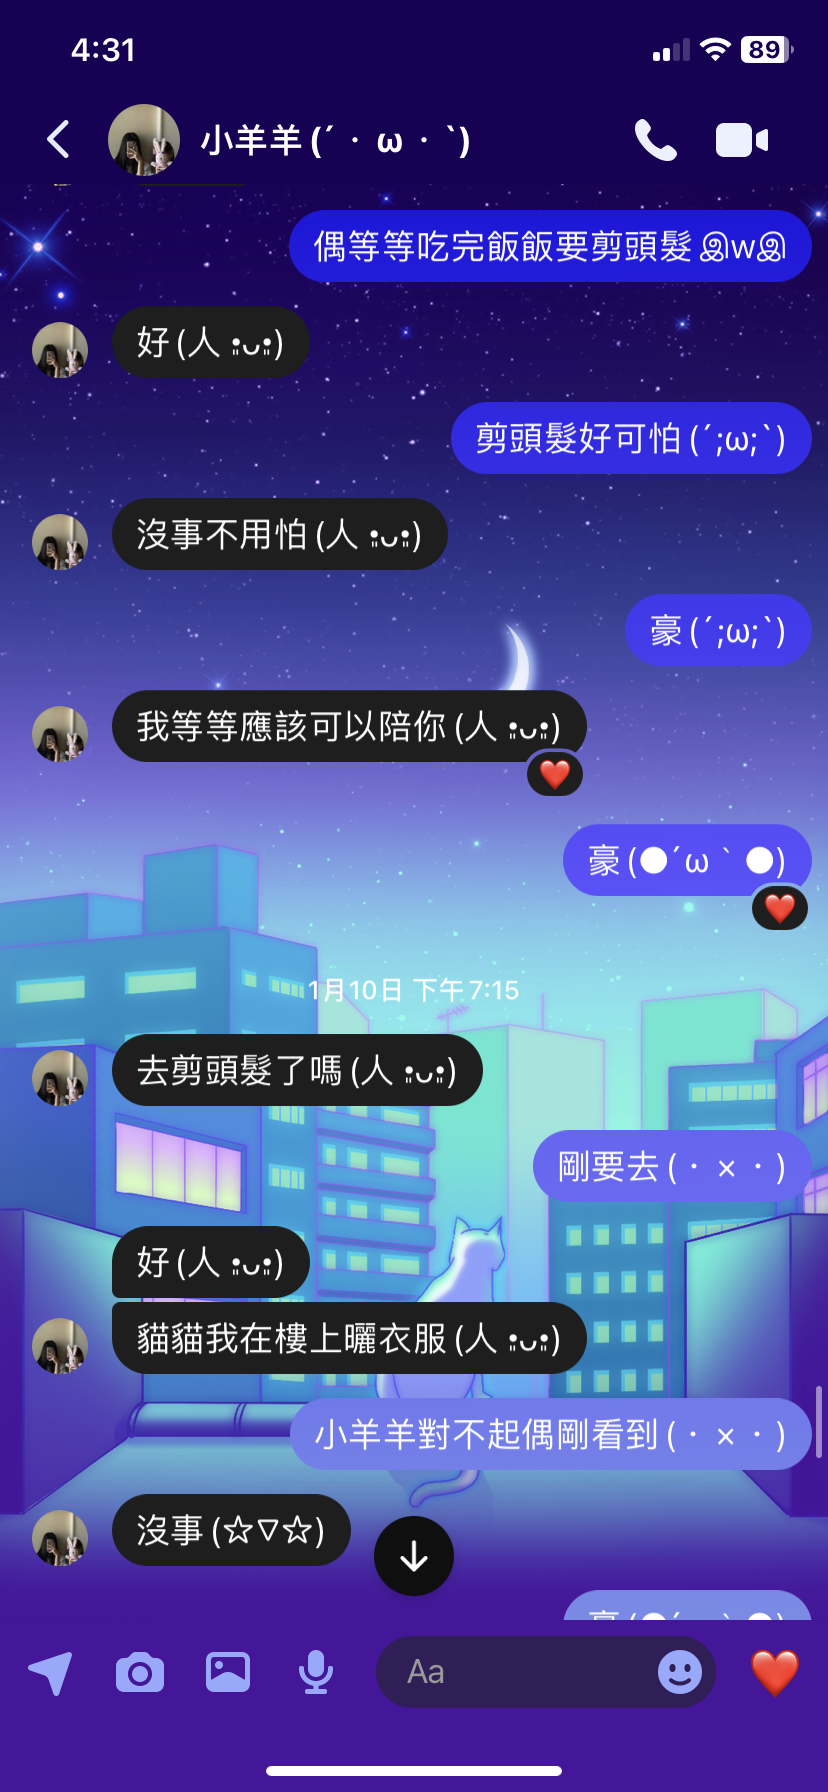 4:31
89
小羊羊 (´・ω・`)
偶等等吃完飯飯要剪頭髮 இwஇ
好 (人 •͈ᴗ•͈)
剪頭髮好可怕 (´;ω;`)
沒事不用怕 (人 •͈ᴗ•͈)
豪 (´;ω;`)
我等等應該可以陪你 (人 •͈ᴗ•͈)
豪 (●´ω｀●)
1月10日 下午 7:15
去剪頭髮了嗎 (人 •͈ᴗ•͈)
剛要去 (・×・)
好 (人 •͈ᴗ•͈)
貓貓我在樓上曬衣服 (人 •͈ᴗ•͈)
小羊羊對不起偶剛看到 (・×・)
沒事 (☆▽☆)
豪 (●´ω｀●)
Aa